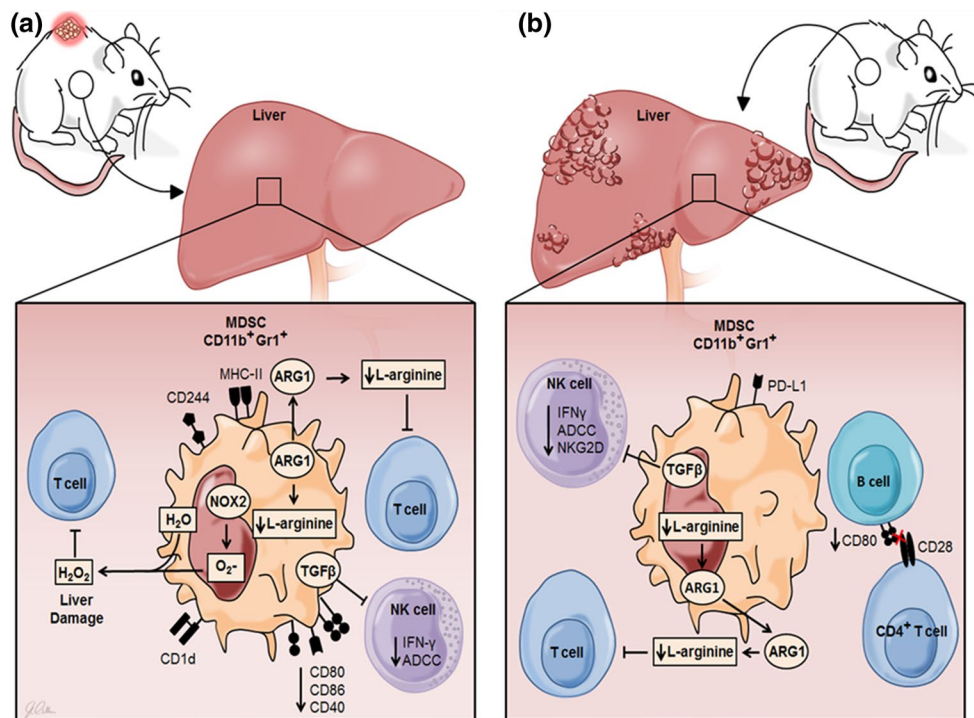 (a)
Liver
MDSC
CD11b⁺Gr1⁺
MHC-II
ARG1
↓L-arginine
CD244
ARG1
T cell
NOX2
T cell
H₂O
↓L-arginine
O₂-
TGFβ
H₂O₂
Liver
Damage
NK cell
↓IFN-γ
ADCC
CD1d
↓CD80
CD86
CD40
(b)
Liver
MDSC
CD11b⁺Gr1⁺
NK cell
↓IFNγ
ADCC
NKG2D
PD-L1
TGFβ
B cell
↓L-arginine
↓CD80
CD28
ARG1
CD4⁺ T cell
T cell
↓L-arginine
ARG1